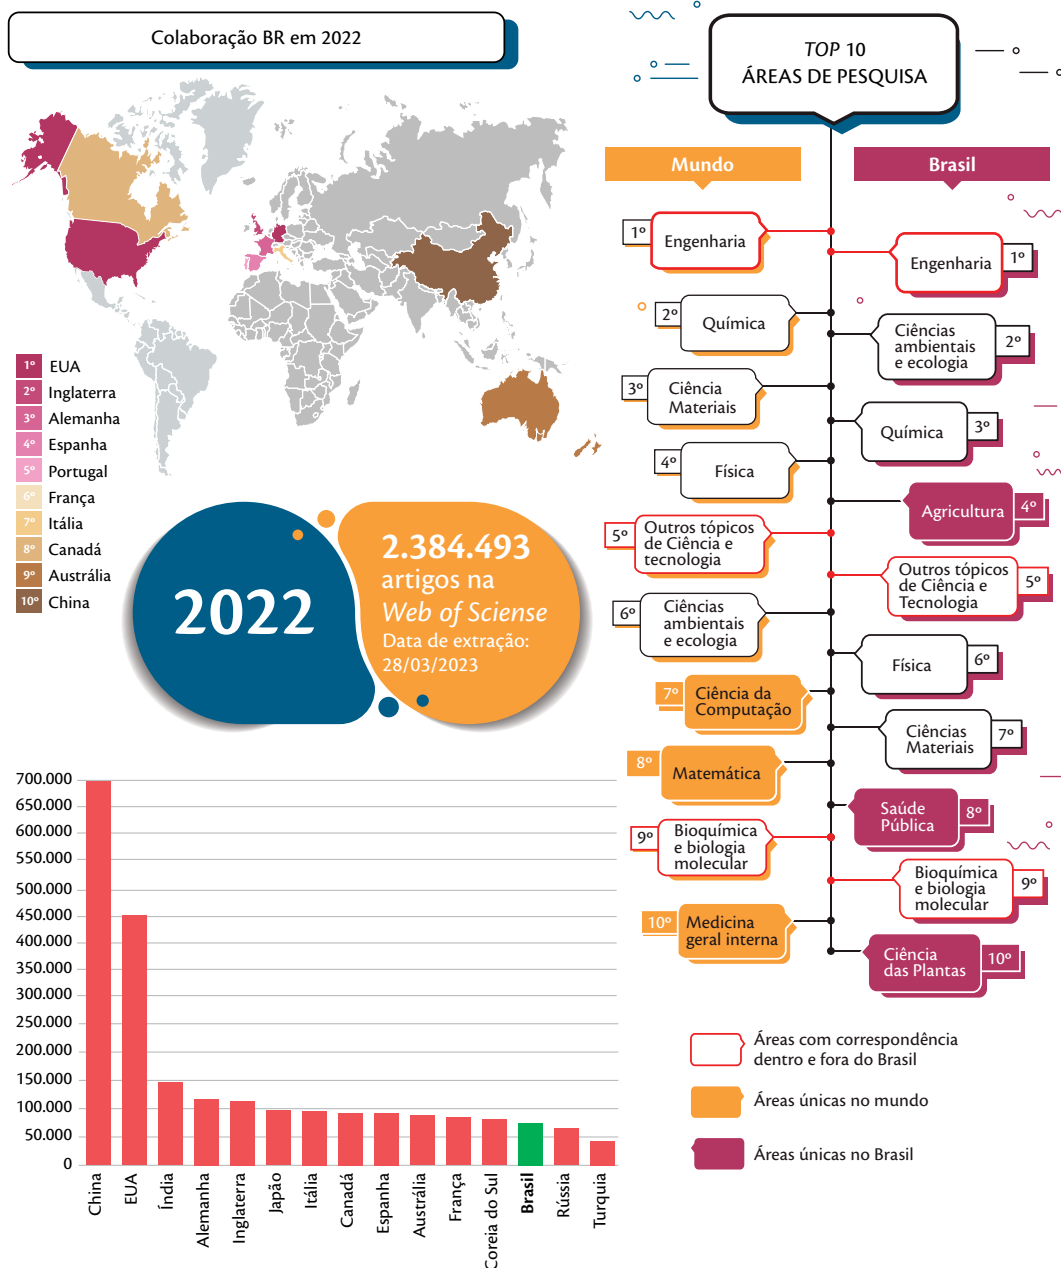 Colaboração BR em 2022
1º EUA
2º Inglaterra
3º Alemanha
4º Espanha
5º Portugal
6º França
7º Itália
8º Canadá
9º Austrália
10º China
2022
2.384.493
artigos na
Web of Sciense
Data de extração:
28/03/2023
700.000
650.000
600.000
550.000
500.000
450.000
400.000
350.000
300.000
250.000
200.000
150.000
100.000
50.000
0
China
EUA
Índia
Alemanha
Inglaterra
Japão
Itália
Canadá
Espanha
Austrália
França
Coreia do Sul
Brasil
Rússia
Turquia
TOP 10
ÁREAS DE PESQUISA
Mundo
1º Engenharia
2º Química
3º Ciência
Materiais
4º Física
5º Outros tópicos
de Ciência e
tecnologia
6º Ciências
ambientais
e ecologia
7º Ciência da
Computação
8º Matemática
9º Bioquímica
e biologia
molecular
10º Medicina
geral interna
Brasil
Engenharia 1º
Ciências
ambientais
e ecologia 2º
Química 3º
Agricultura 4º
Outros tópicos
de Ciência e
Tecnologia 5º
Física 6º
Ciências
Materiais 7º
Saúde
Pública 8º
Bioquímica
e biologia
molecular 9º
Ciência
das Plantas 10º
Áreas com correspondência
dentro e fora do Brasil
Áreas únicas no mundo
Áreas únicas no Brasil